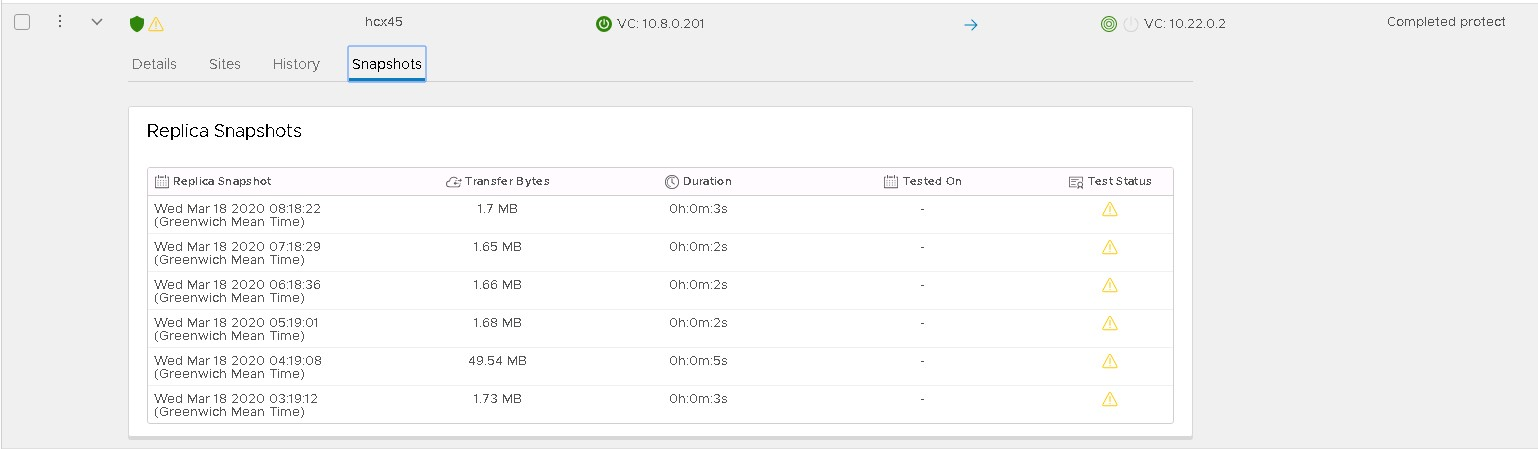 hcx45 VC: 10.8.0.201 VC: 10.22.0.2 Completed protect
Details Sites History Snapshots
Replica Snapshots
Replica Snapshot Transfer Bytes Duration Tested On Test Status
Wed Mar 18 2020 08:18:22 1.7 MB 0h:0m:3s -
(Greenwich Mean Time)
Wed Mar 18 2020 07:18:29 1.65 MB 0h:0m:2s -
(Greenwich Mean Time)
Wed Mar 18 2020 06:18:36 1.66 MB 0h:0m:2s -
(Greenwich Mean Time)
Wed Mar 18 2020 05:19:01 1.68 MB 0h:0m:2s -
(Greenwich Mean Time)
Wed Mar 18 2020 04:19:08 49.54 MB 0h:0m:5s -
(Greenwich Mean Time)
Wed Mar 18 2020 03:19:12 1.73 MB 0h:0m:3s -
(Greenwich Mean Time)